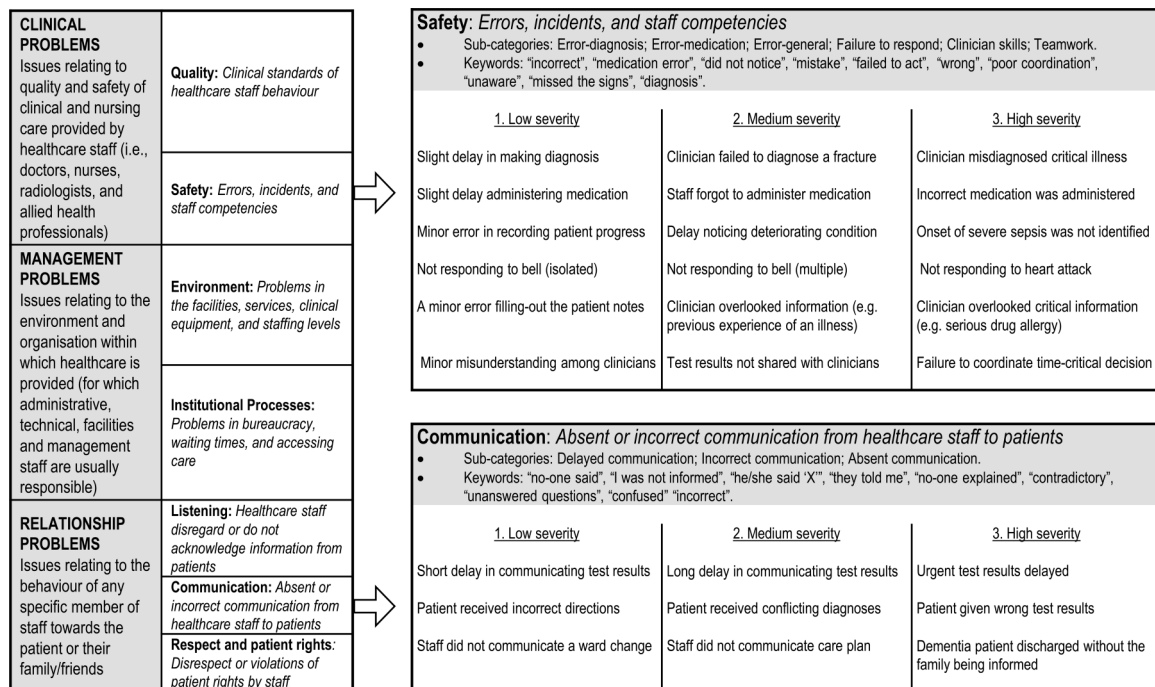 CLINICAL
PROBLEMS
Issues relating to
quality and safety of
clinical and nursing
care provided by
healthcare staff (i.e.,
doctors, nurses,
radiologists, and
allied health
professionals)
Quality: Clinical standards of
healthcare staff behaviour
Safety: Errors, incidents, and
staff competencies
MANAGEMENT
PROBLEMS
Issues relating to the
environment and
organisation within
which healthcare is
provided (for which
administrative,
technical, facilities
and management
staff are usually
responsible)
Environment: Problems in
the facilities, services, clinical
equipment, and staffing levels
Institutional Processes:
Problems in bureaucracy,
waiting times, and accessing
care
RELATIONSHIP
PROBLEMS
Issues relating to the
behaviour of any
specific member of
staff towards the
patient or their
family/friends
Listening: Healthcare staff
disregard or do not
acknowledge information from
patients
Communication: Absent or
incorrect communication from
healthcare staff to patients
Respect and patient rights:
Disrespect or violations of
patient rights by staff
Safety: Errors, incidents, and staff competencies
• Sub-categories: Error-diagnosis; Error-medication; Error-general; Failure to respond; Clinician skills; Teamwork.
• Keywords: “incorrect”, “medication error”, “did not notice”, “mistake”, “failed to act”, “wrong”, “poor coordination”,
“unaware”, “missed the signs”, “diagnosis”.
1. Low severity
Slight delay in making diagnosis
Slight delay administering medication
Minor error in recording patient progress
Not responding to bell (isolated)
A minor error filling-out the patient notes
Minor misunderstanding among clinicians
2. Medium severity
Clinician failed to diagnose a fracture
Staff forgot to administer medication
Delay noticing deteriorating condition
Not responding to bell (multiple)
Clinician overlooked information (e.g.
previous experience of an illness)
Test results not shared with clinicians
3. High severity
Clinician misdiagnosed critical illness
Incorrect medication was administered
Onset of severe sepsis was not identified
Not responding to heart attack
Clinician overlooked critical information
(e.g. serious drug allergy)
Failure to coordinate time-critical decision
Communication: Absent or incorrect communication from healthcare staff to patients
• Sub-categories: Delayed communication; Incorrect communication; Absent communication.
• Keywords: “no-one said”, “I was not informed”, “he/she said ‘X’”, “they told me”, “no-one explained”, “contradictory”,
“unanswered questions”, “confused” “incorrect”.
1. Low severity
Short delay in communicating test results
Patient received incorrect directions
Staff did not communicate a ward change
2. Medium severity
Long delay in communicating test results
Patient received conflicting diagnoses
Staff did not communicate care plan
3. High severity
Urgent test results delayed
Patient given wrong test results
Dementia patient discharged without the
family being informed